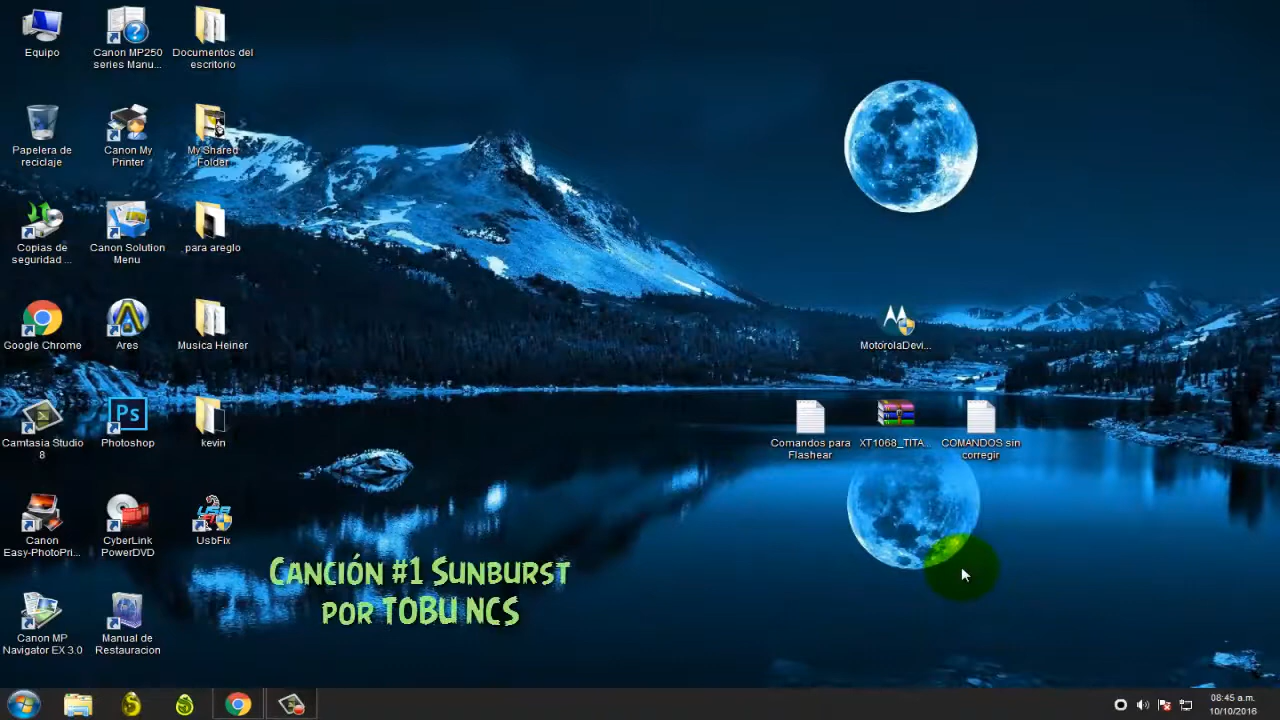 Equipo
Canon MP250
series Manu...
Documentos del
escritorio
Papelera de
reciclaje
Canon My
Printer
My Shared
Folder
Copias de
seguridad ...
Canon Solution
Menu
para areglo
Google Chrome
Ares
Musica Heiner
MotorolaDevi...
Camtasia Studio
8
Ps
Photoshop
kevin
Comandos para
Flashear
XT1068_TITA...
COMANDOS sin
corregir
Canon
Easy-PhotoPri...
CyberLink
PowerDVD
USB
UsbFix
Canción #1 Sunburst
por TOBU NCS
Canon MP
Navigator EX 3.0
Manual de
Restauracion
08:45 a.m.
10/10/2016